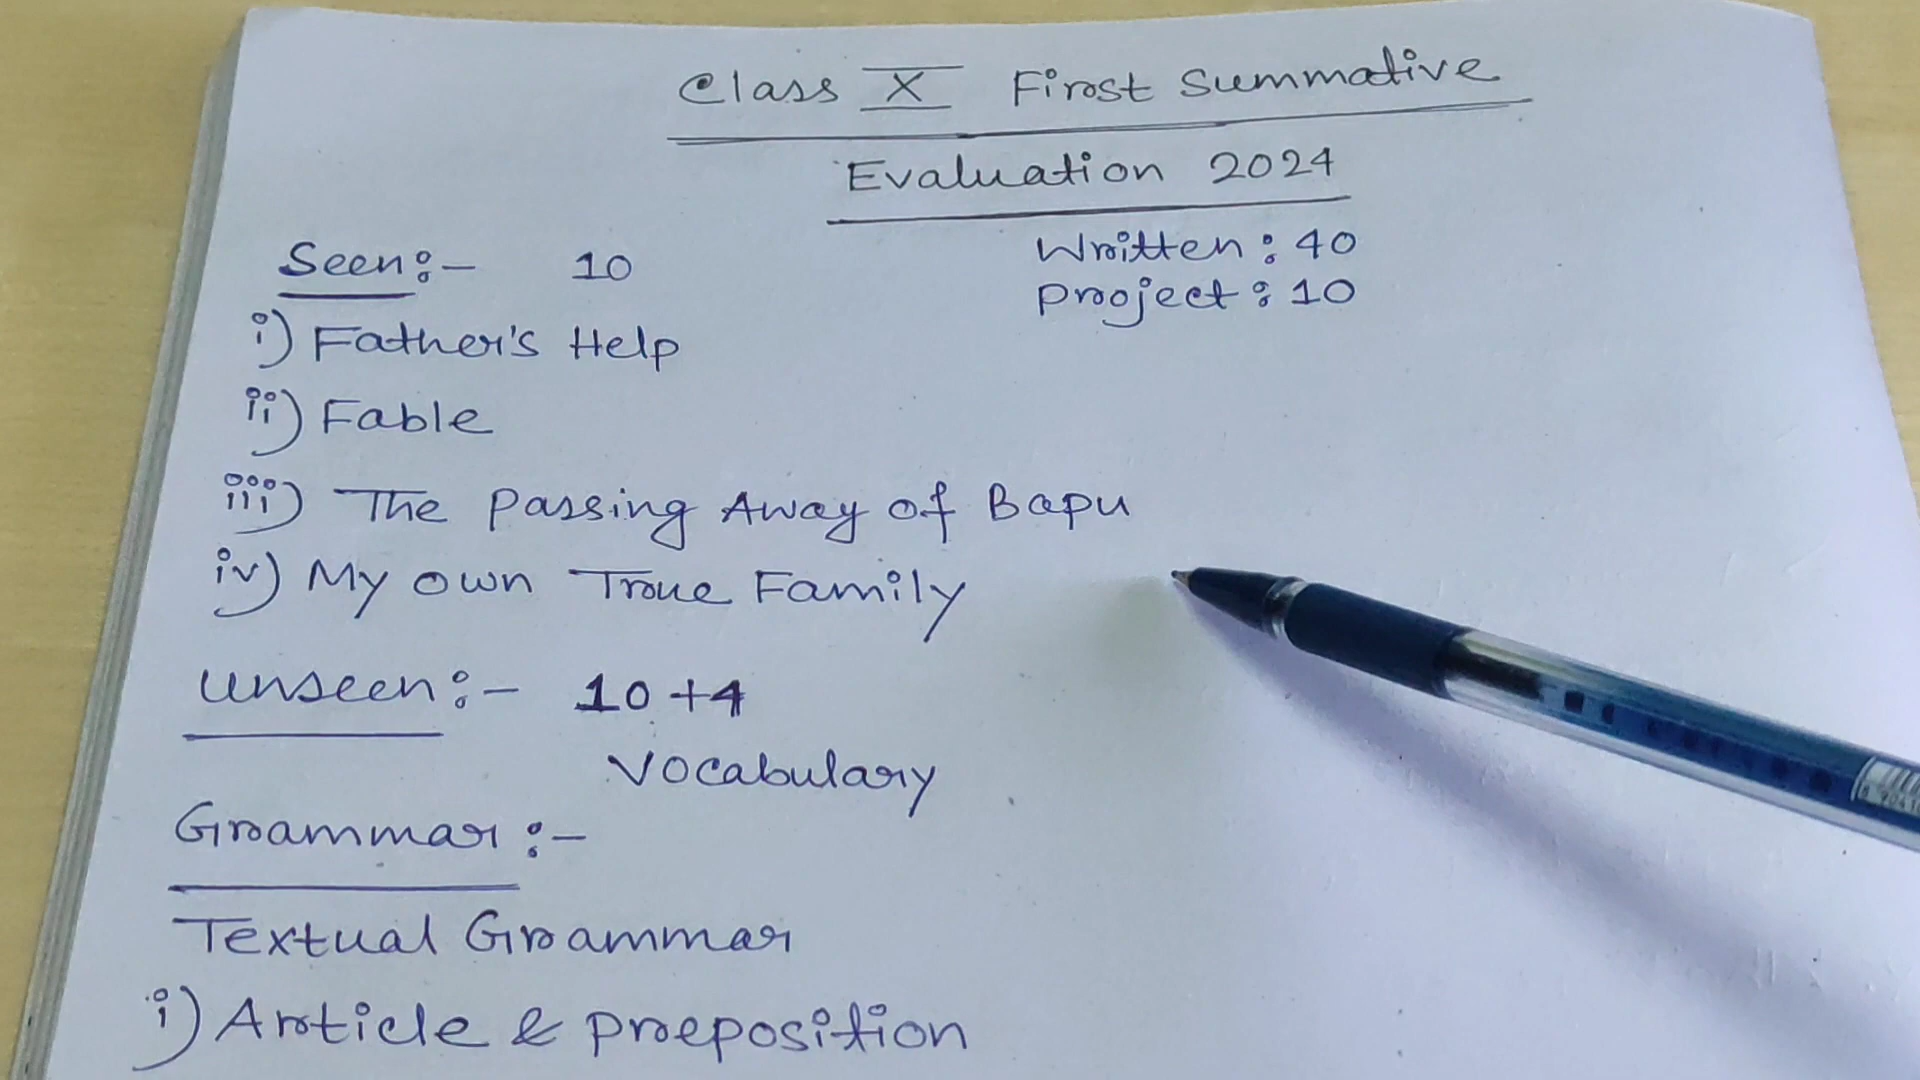 Class X First Summative
Evaluation 2024
Written : 40
Project : 10
Seen :- 10
i) Father's Help
ii) Fable
iii) The Passing Away of Bapu
iv) My own True Family
Unseen :- 10 + 4
Vocabulary
Grammar :-
Textual Grammar
i) Article & Preposition